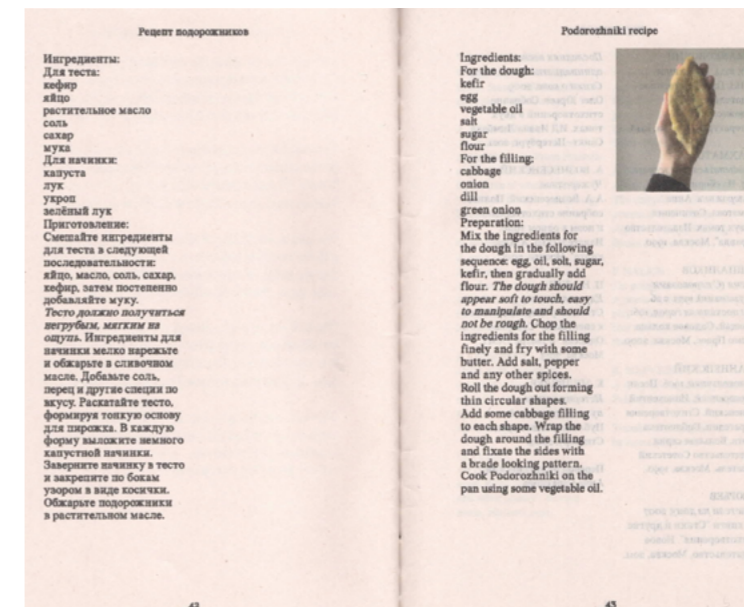 Рецепт подорожников
Ингредиенты:
Для теста:
кефир
яйцо
растительное масло
соль
сахар
мука
Для начинки:
капуста
лук
укроп
зелёный лук
Приготовление:
Смешайте ингредиенты
для теста в следующей
последовательности:
яйцо, масло, соль, сахар,
кефир, затем постепенно
добавляйте муку.
Тесто должно получиться
негрубым, мягким на
ощупь. Ингредиенты для
начинки мелко нарежьте
и обжарьте в сливочном
масле. Добавьте соль,
перец и другие специи по
вкусу. Раскатайте тесто,
формируя тонкую основу
для пирожка. В каждую
форму выложите немного
капустной начинки.
Заверните начинку в тесто
и закрепите по бокам
узором в виде косички.
Обжарьте подорожники
в растительном масле.
42
Podorozhniki recipe
Ingredients:
For the dough:
kefir
egg
vegetable oil
salt
sugar
flour
For the filling:
cabbage
onion
dill
green onion
Preparation:
Mix the ingredients for
the dough in the following
sequence: egg, oil, solt, sugar,
kefir, then gradually add
flour. The dough should
appear soft to touch, easy
to manipulate and should
not be rough. Chop the
ingredients for the filling
finely and fry with some
butter. Add salt, pepper
and any other spices.
Roll the dough out forming
thin circular shapes.
Add some cabbage filling
to each shape. Wrap the
dough around the filling
and fixate the sides with
a brade looking pattern.
Cook Podorozhniki on the
pan using some vegetable oil.
43